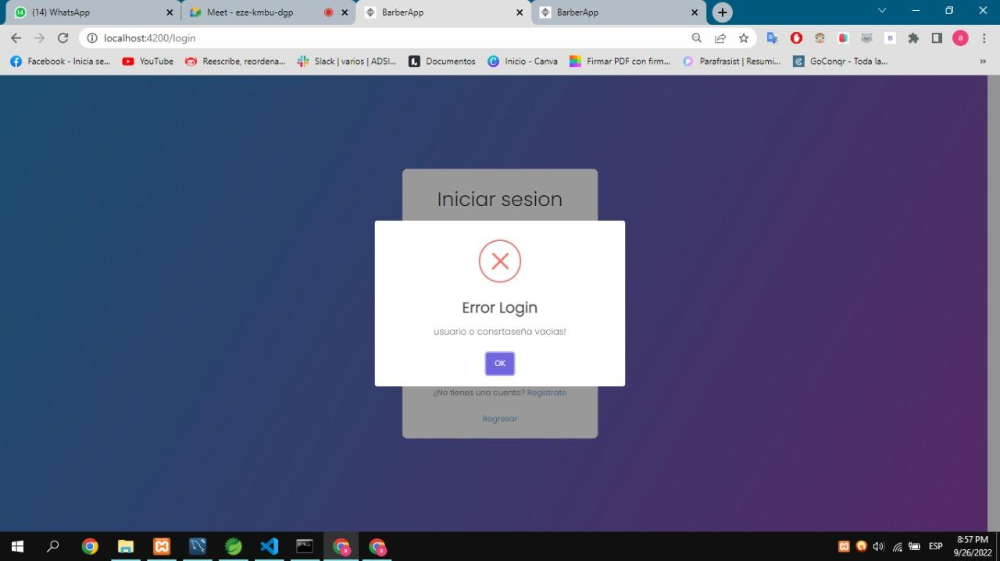 (14) WhatsApp
Meet - eze-kmbu-dgp
BarberApp
BarberApp
localhost:4200/login
a
Facebook - Inicia se...
YouTube
Reescribe, reordena...
Slack | varios | ADSI...
Documentos
Inicio - Canva
Firmar PDF con firm...
Parafrasist | Resumi...
GoConqr - Toda la...
»
Iniciar sesion
Error Login
usuario o consrtaseña vacias!
OK
¿No tienes una cuenta? Registrate
Regresar
ESP
8:57 PM
9/26/2022